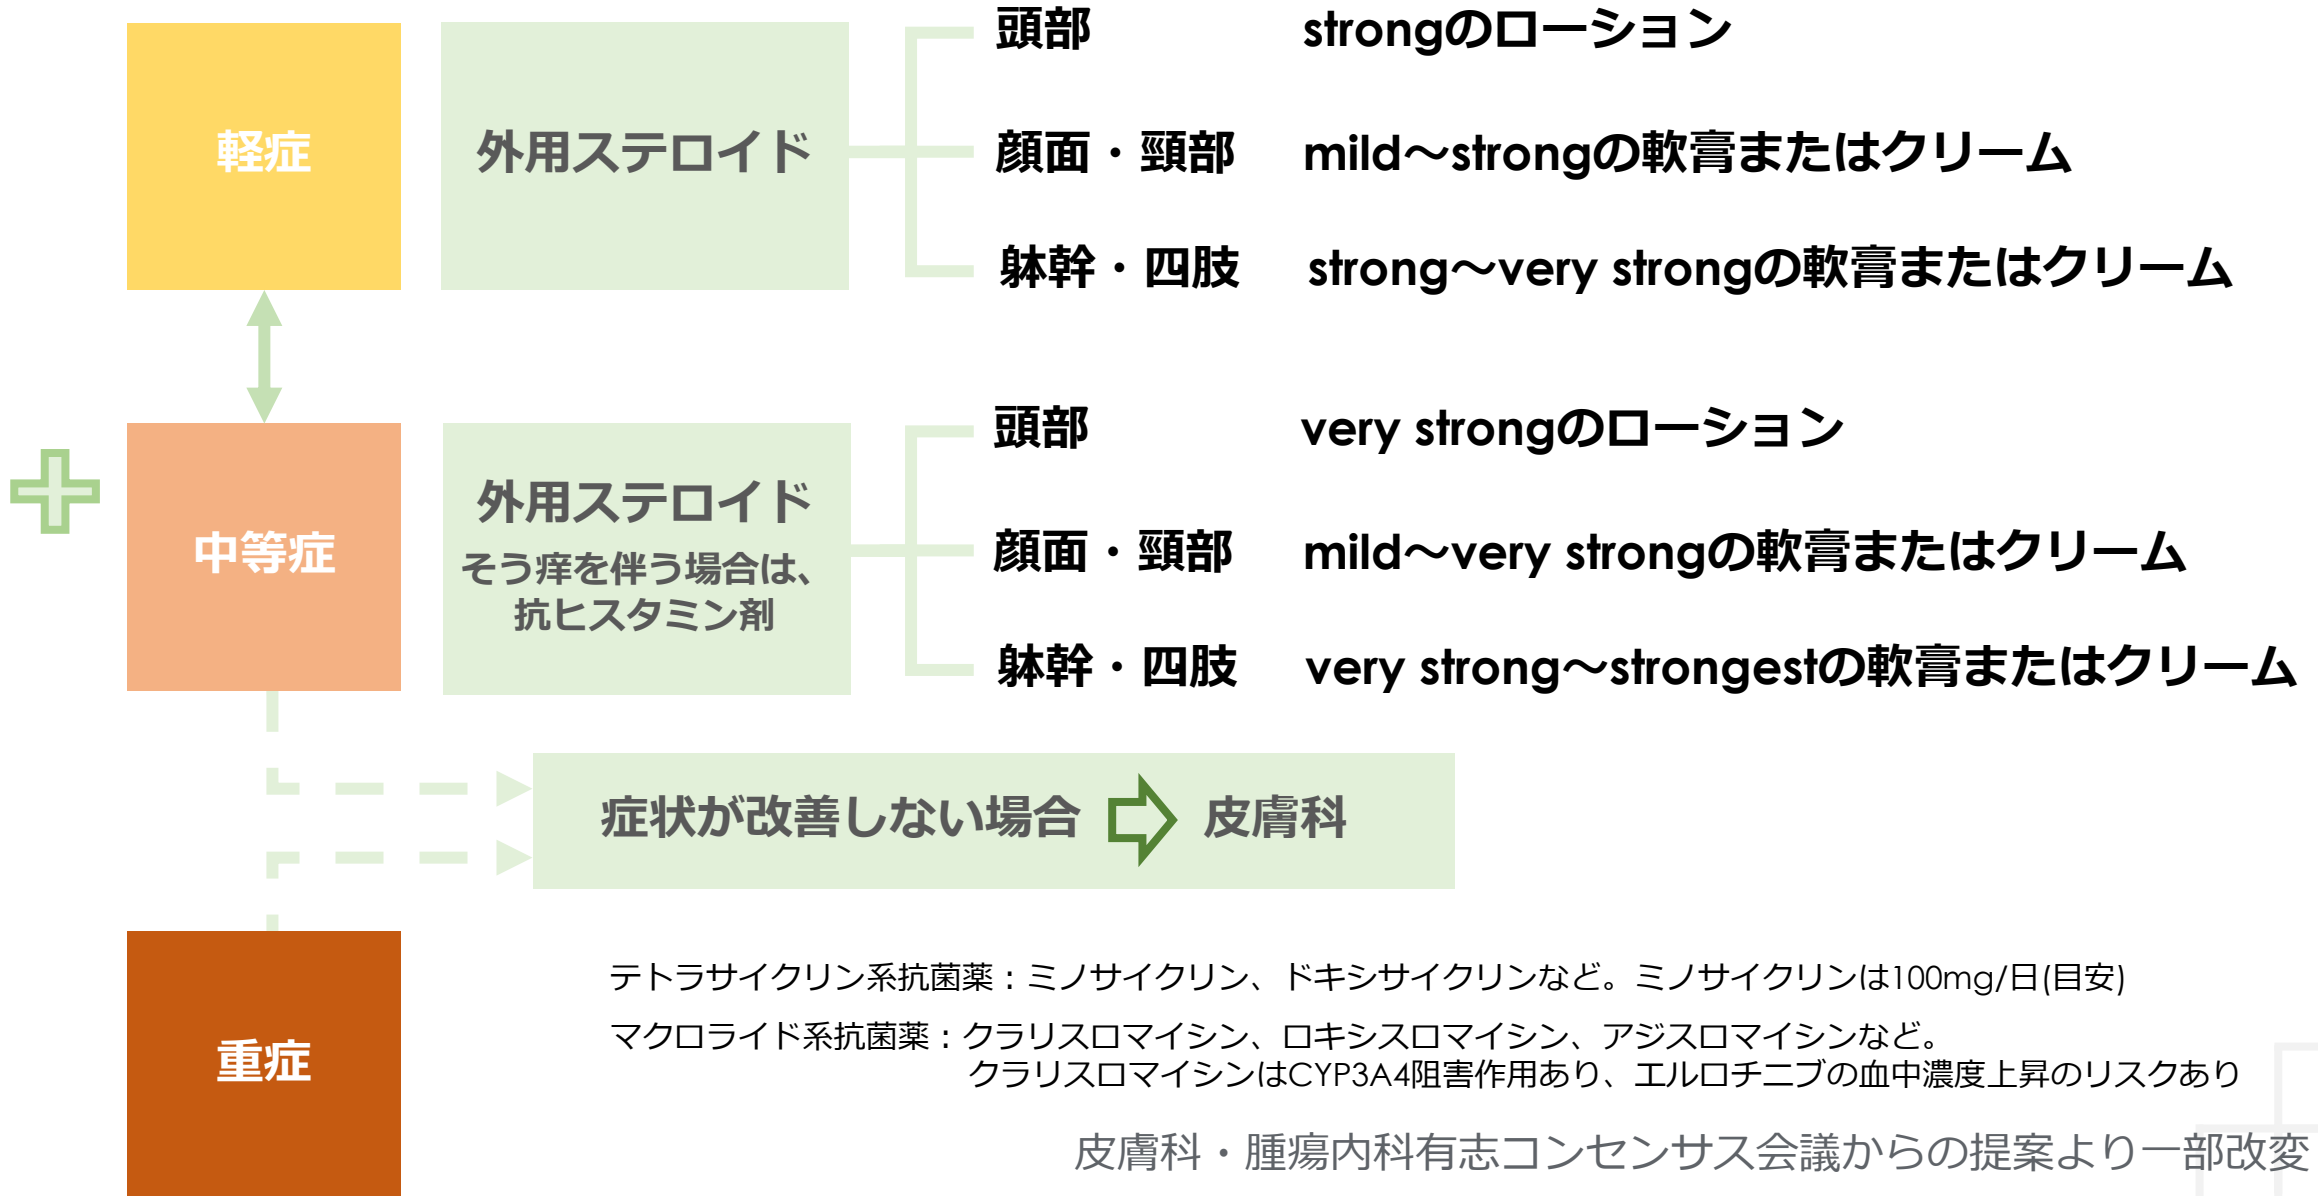 軽症
外用ステロイド
頭部 strongのローション
顔面・頸部 mild～strongの軟膏またはクリーム
躰幹・四肢 strong～very strongの軟膏またはクリーム
中等症
外用ステロイド
そう痒を伴う場合は、
抗ヒスタミン剤
頭部 very strongのローション
顔面・頸部 mild～very strongの軟膏またはクリーム
躰幹・四肢 very strong～strongestの軟膏またはクリーム
症状が改善しない場合 皮膚科
重症
テトラサイクリン系抗菌薬：ミノサイクリン、ドキシサイクリンなど。ミノサイクリンは100mg/日(目安)
マクロライド系抗菌薬：クラリスロマイシン、ロキシスロマイシン、アジスロマイシンなど。
クラリスロマイシンはCYP3A4阻害作用あり、エルロチニブの血中濃度上昇のリスクあり
皮膚科・腫瘍内科有志コンセンサス会議からの提案より一部改変